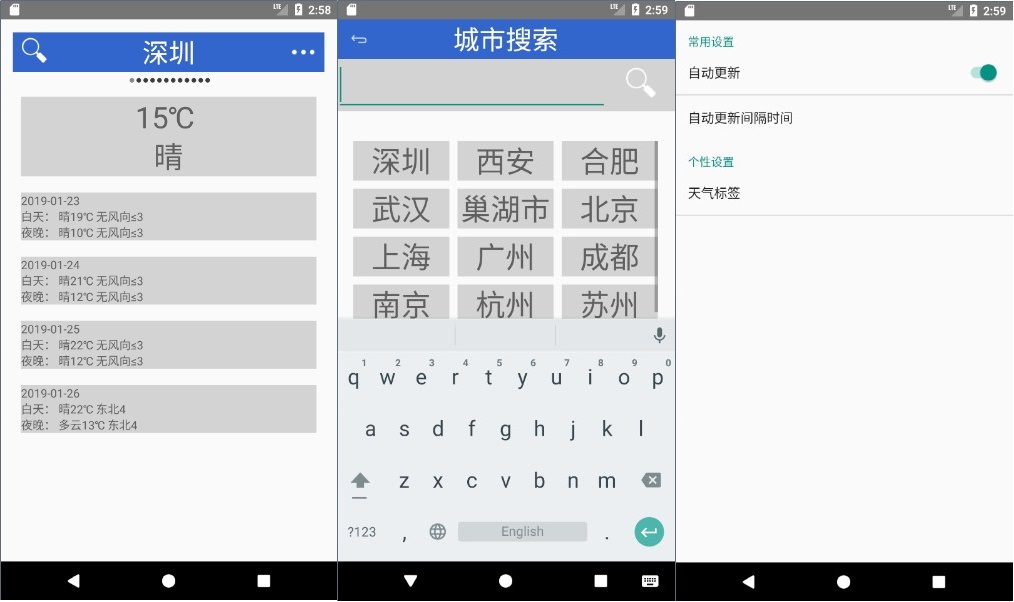 LTE 2:58
深圳
15℃
晴
2019-01-23
白天： 晴19℃ 无风向≤3
夜晚： 晴10℃ 无风向≤3
2019-01-24
白天： 晴21℃ 无风向≤3
夜晚： 晴12℃ 无风向≤3
2019-01-25
白天： 晴22℃ 无风向≤3
夜晚： 晴12℃ 无风向≤3
2019-01-26
白天： 晴22℃ 东北4
夜晚： 多云13℃ 东北4
LTE 2:59
城市搜索
深圳 西安 合肥
武汉 巢湖市 北京
上海 广州 成都
南京 杭州 苏州
1 2 3 4 5 6 7 8 9 0
q w e r t y u i o p
a s d f g h j k l
z x c v b n m
?123 , English .
LTE 2:59
常用设置
自动更新
自动更新间隔时间
个性设置
天气标签